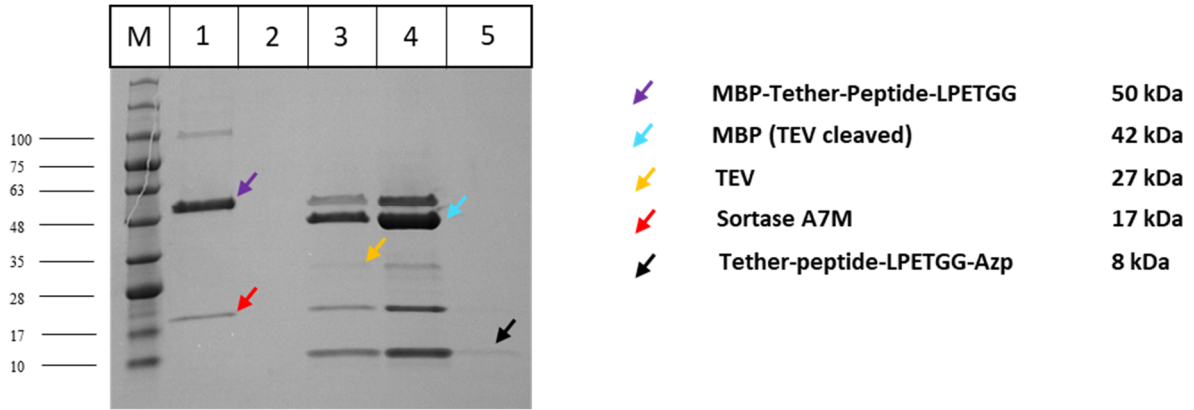 M 1 2 3 4 5
100
75
63
48
35
28
17
10
MBP-Tether-Peptide-LPETGG 50 kDa
MBP (TEV cleaved) 42 kDa
TEV 27 kDa
Sortase A7M 17 kDa
Tether-peptide-LPETGG-Azp 8 kDa